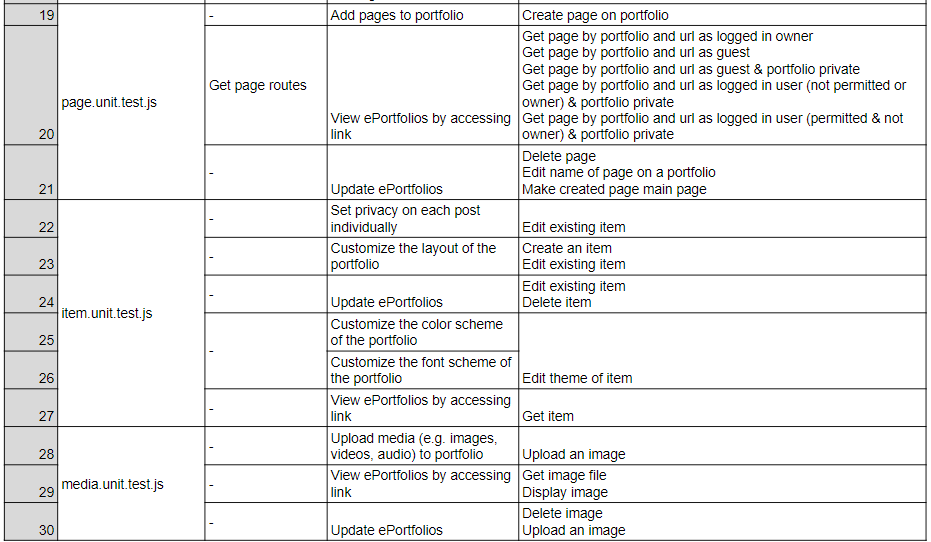 19 - Add pages to portfolio Create page on portfolio
page.unit.test.js
Get page routes
20
View ePortfolios by accessing
link
Get page by portfolio and url as logged in owner
Get page by portfolio and url as guest
Get page by portfolio and url as guest & portfolio private
Get page by portfolio and url as logged in user (not permitted or
owner) & portfolio private
Get page by portfolio and url as logged in user (permitted & not
owner) & portfolio private
21
-
Update ePortfolios
Delete page
Edit name of page on a portfolio
Make created page main page
item.unit.test.js
22
-
Set privacy on each post
individually
Edit existing item
23
-
Customize the layout of the
portfolio
Create an item
Edit existing item
24
-
Update ePortfolios
Edit existing item
Delete item
25
-
Customize the color scheme
of the portfolio
26
Customize the font scheme of
the portfolio
Edit theme of item
27
-
View ePortfolios by accessing
link
Get item
media.unit.test.js
28
-
Upload media (e.g. images,
videos, audio) to portfolio
Upload an image
29
-
View ePortfolios by accessing
link
Get image file
Display image
30
-
Update ePortfolios
Delete image
Upload an image